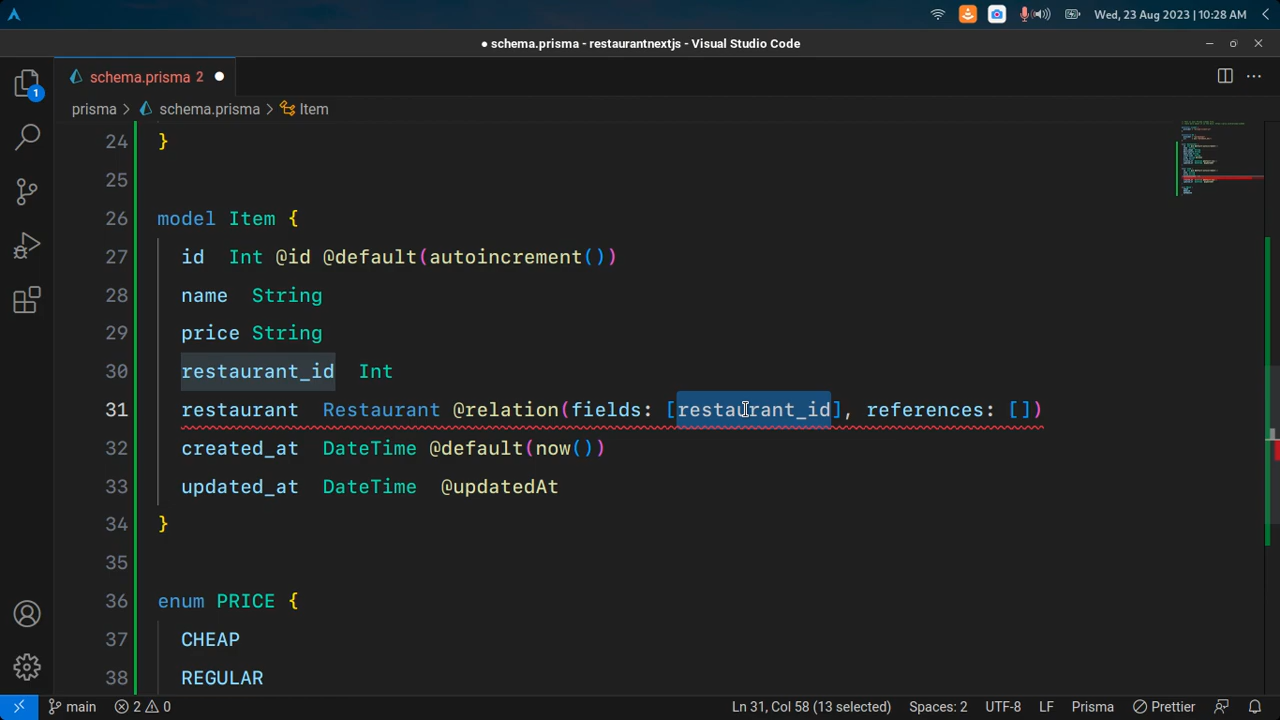 Wed, 23 Aug 2023 | 10:28 AM
● schema.prisma - restaurantnextjs - Visual Studio Code
schema.prisma 2 ●
prisma > schema.prisma > Item
24 }
25
26 model Item {
27 id Int @id @default(autoincrement())
28 name String
29 price String
30 restaurant_id Int
31 restaurant Restaurant @relation(fields: [restaurant_id], references: [])
32 created_at DateTime @default(now())
33 updated_at DateTime @updatedAt
34 }
35
36 enum PRICE {
37 CHEAP
38 REGULAR
1
main 2 0 Ln 31, Col 58 (13 selected) Spaces: 2 UTF-8 LF Prisma Prettier